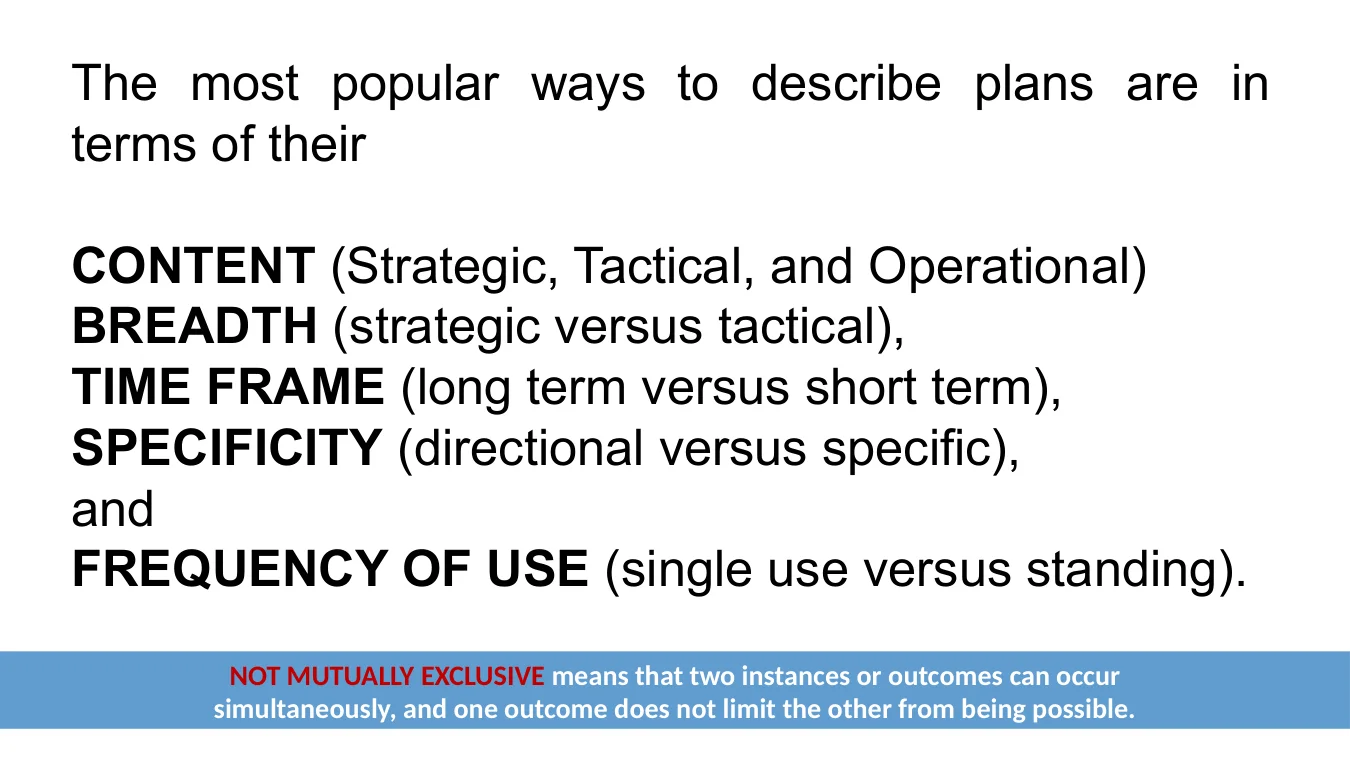 The most popular ways to describe plans are in
terms of their
CONTENT (Strategic, Tactical, and Operational)
BREADTH (strategic versus tactical),
TIME FRAME (long term versus short term),
SPECIFICITY (directional versus specific),
and
FREQUENCY OF USE (single use versus standing).
NOT MUTUALLY EXCLUSIVE means that two instances or outcomes can occur
simultaneously, and one outcome does not limit the other from being possible.